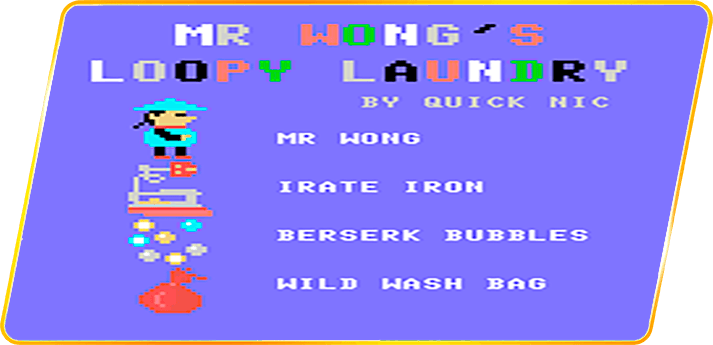 MR WONG'S
LOOPY LAUNDRY
BY QUICK NIC
MR WONG
IRATE IRON
BERSERK BUBBLES
WILD WASH BAG